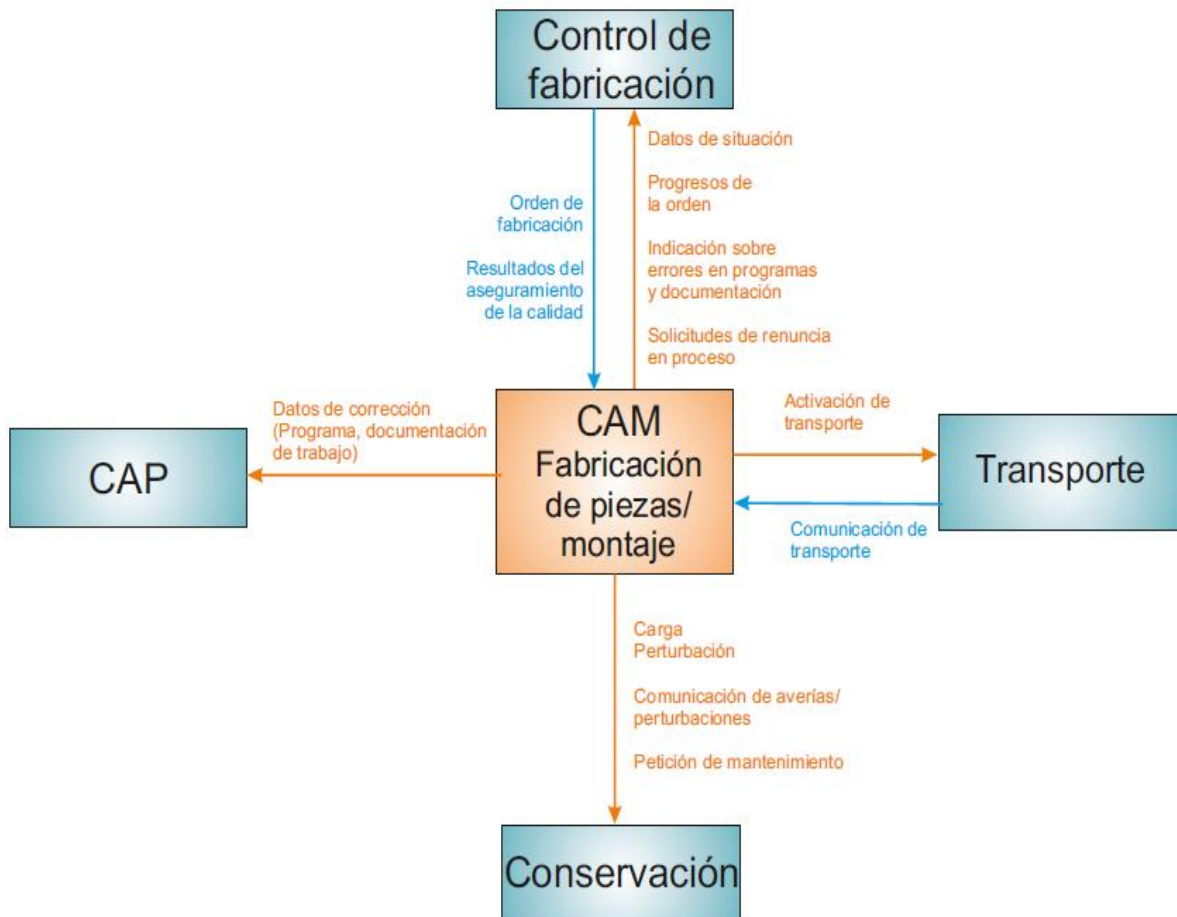 Control de
fabricación
Datos de situación
Progresos de
la orden
Indicación sobre
errores en programas
y documentación
Solicitudes de renuncia
en proceso
Orden de
fabricación
Resultados del
aseguramiento
de la calidad
Datos de corrección
(Programa, documentación
de trabajo)
CAP
CAM
Fabricación
de piezas/
montaje
Activación de
transporte
Transporte
Comunicación de
transporte
Carga
Perturbación
Comunicación de averías/
perturbaciones
Petición de mantenimiento
Conservación